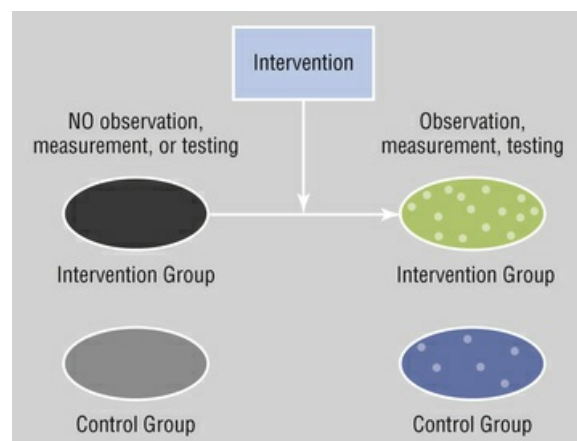 Intervention
NO observation,
measurement, or testing
Observation,
measurement, testing
Intervention Group
Intervention Group
Control Group
Control Group